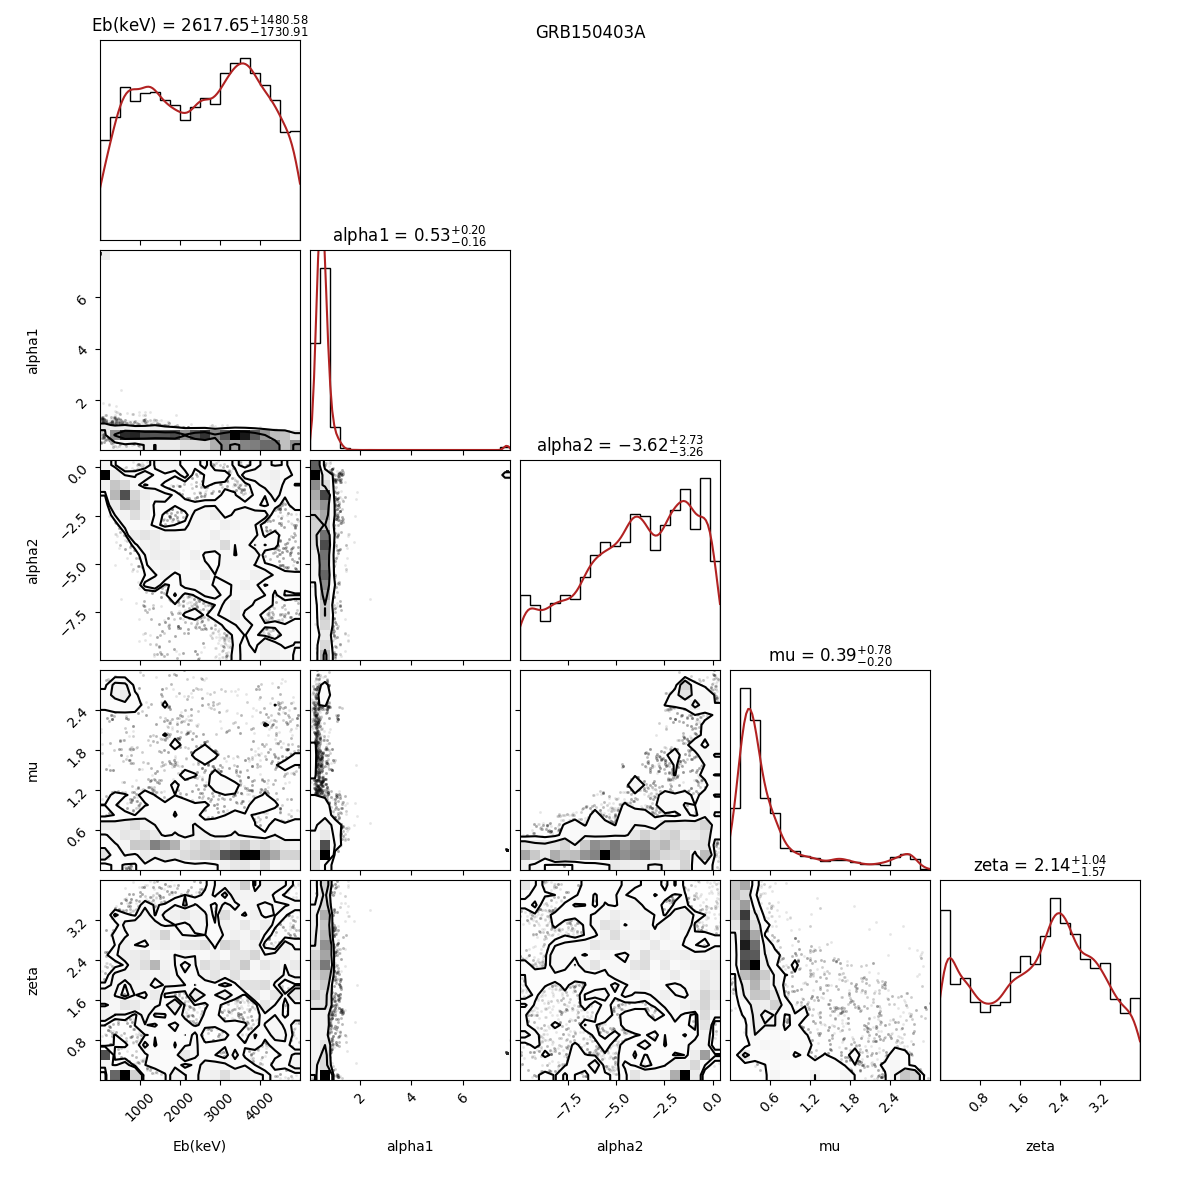 GRB150403A
Eb(keV) = 2617.65+1480.58−1730.91
alpha1 = 0.53+0.20−0.16
alpha1
6
4
2
alpha2 = −3.62+2.73−3.26
alpha2
0.0
−2.5
−5.0
−7.5
mu = 0.39+0.78−0.20
mu
2.4
1.8
1.2
0.6
zeta = 2.14+1.04−1.57
zeta
3.2
2.4
1.6
0.8
1000 2000 3000 4000
2 4 6
−7.5 −5.0 −2.5 0.0
0.6 1.2 1.8 2.4
0.8 1.6 2.4 3.2
Eb(keV)
alpha1
alpha2
mu
zeta